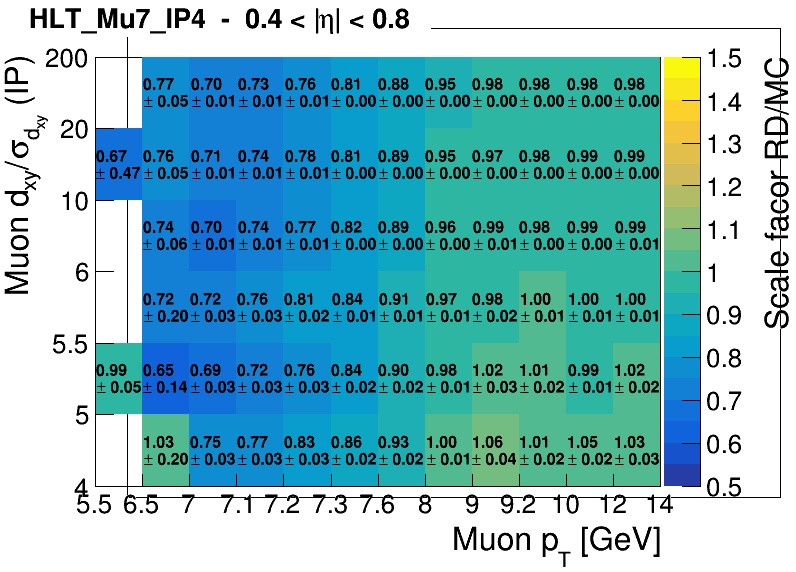 HLT_Mu7_IP4 - 0.4 < |η| < 0.8
Muon d_xy/σ_d_xy (IP)
200
20
10
6
5.5
5
4
0.77 0.70 0.73 0.76 0.81 0.88 0.95 0.98 0.98 0.98 0.98
± 0.05 ± 0.01 ± 0.01 ± 0.01 ± 0.00 ± 0.00 ± 0.00 ± 0.00 ± 0.00 ± 0.00 ± 0.00
0.67 0.76 0.71 0.74 0.78 0.81 0.89 0.95 0.97 0.98 0.99 0.99
± 0.47 ± 0.05 ± 0.01 ± 0.01 ± 0.01 ± 0.00 ± 0.00 ± 0.00 ± 0.00 ± 0.00 ± 0.00 ± 0.00
0.74 0.70 0.74 0.77 0.82 0.89 0.96 0.99 0.98 0.99 0.99
± 0.06 ± 0.01 ± 0.01 ± 0.01 ± 0.00 ± 0.00 ± 0.00 ± 0.01 ± 0.00 ± 0.00 ± 0.01
0.72 0.72 0.76 0.81 0.84 0.91 0.97 0.98 1.00 1.00 1.00
± 0.20 ± 0.03 ± 0.03 ± 0.02 ± 0.01 ± 0.01 ± 0.01 ± 0.02 ± 0.01 ± 0.01 ± 0.01
0.99 0.65 0.69 0.72 0.76 0.84 0.90 0.98 1.02 1.01 0.99 1.02
± 0.05 ± 0.14 ± 0.03 ± 0.03 ± 0.03 ± 0.02 ± 0.02 ± 0.01 ± 0.03 ± 0.02 ± 0.01 ± 0.02
1.03 0.75 0.77 0.83 0.86 0.93 1.00 1.06 1.01 1.05 1.03
± 0.20 ± 0.03 ± 0.03 ± 0.03 ± 0.02 ± 0.02 ± 0.01 ± 0.04 ± 0.02 ± 0.02 ± 0.03
5.5 6.5 7 7.1 7.2 7.3 7.6 8 9 9.2 10 12 14
Muon p_T [GeV]
1.5
1.4
1.3
1.2
1.1
1
0.9
0.8
0.7
0.6
0.5
Scale facor RD/MC